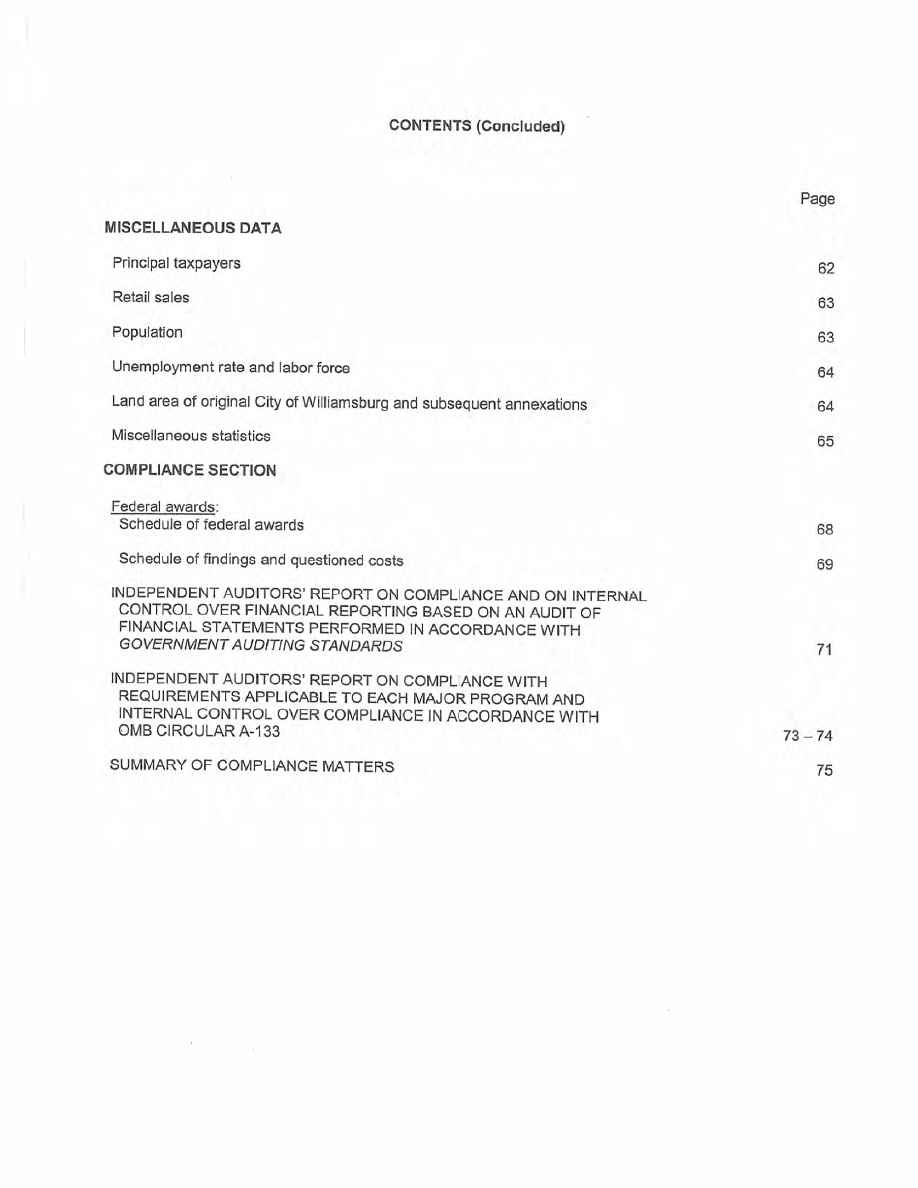 CONTENTS (Concluded)
Page
MISCELLANEOUS DATA
Principal taxpayers 62
Retail sales 63
Population 63
Unemployment rate and labor force 64
Land area of original City of Williamsburg and subsequent annexations 64
Miscellaneous statistics 65
COMPLIANCE SECTION
Federal awards:
Schedule of federal awards 68
Schedule of findings and questioned costs 69
INDEPENDENT AUDITORS' REPORT ON COMPLIANCE AND ON INTERNAL
CONTROL OVER FINANCIAL REPORTING BASED ON AN AUDIT OF
FINANCIAL STATEMENTS PERFORMED IN ACCORDANCE WITH
GOVERNMENT AUDITING STANDARDS 71
INDEPENDENT AUDITORS' REPORT ON COMPLIANCE WITH
REQUIREMENTS APPLICABLE TO EACH MAJOR PROGRAM AND
INTERNAL CONTROL OVER COMPLIANCE IN ACCORDANCE WITH
OMB CIRCULAR A-133 73 – 74
SUMMARY OF COMPLIANCE MATTERS 75